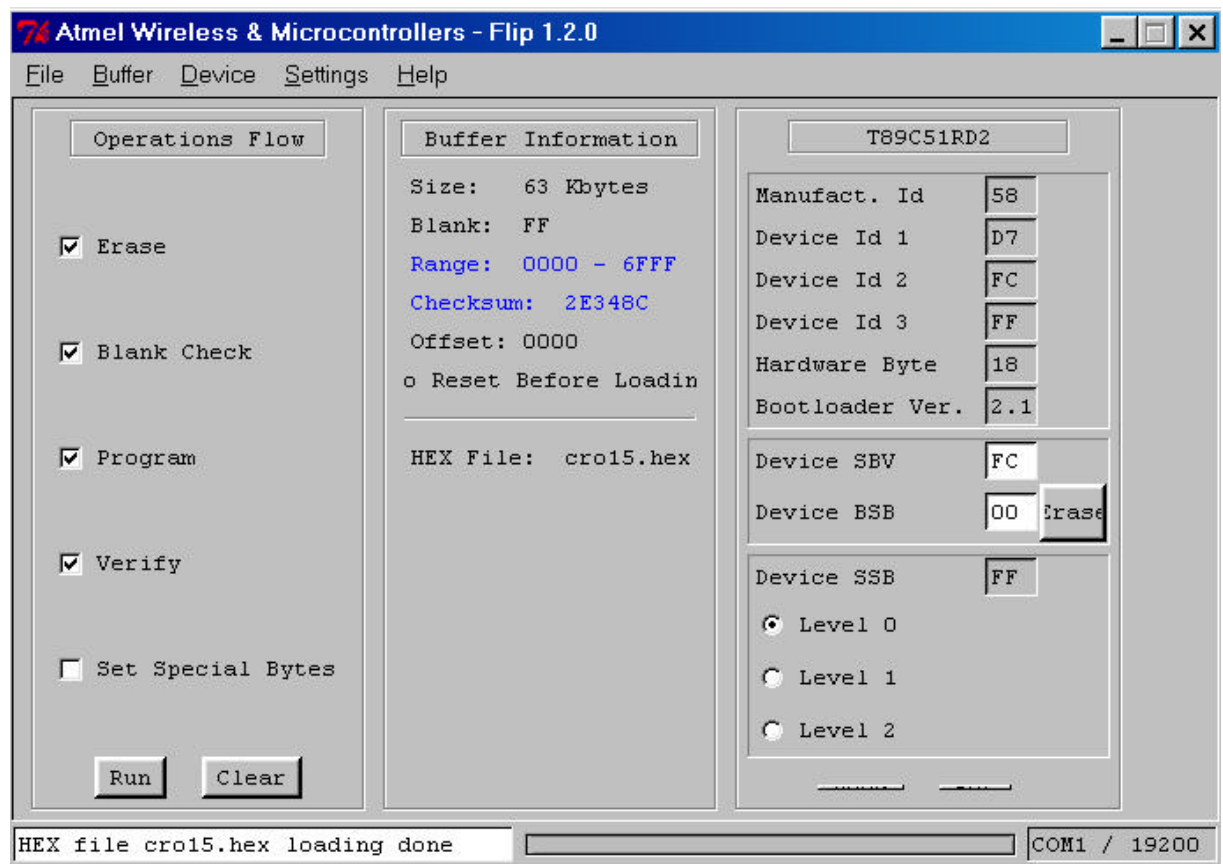 Atmel Wireless & Microcontrollers - Flip 1.2.0
File Buffer Device Settings Help
Operations Flow
Erase
Blank Check
Program
Verify
Set Special Bytes
Run Clear
Buffer Information
Size: 63 Kbytes
Blank: FF
Range: 0000 - 6FFF
Checksum: 2E348C
Offset: 0000
o Reset Before Loadin
HEX File: cro15.hex
T89C51RD2
Manufact. Id 58
Device Id 1 D7
Device Id 2 FC
Device Id 3 FF
Hardware Byte 18
Bootloader Ver. 2.1
Device SBV FC
Device BSB 00 Erase
Device SSB FF
Level 0
Level 1
Level 2
HEX file cro15.hex loading done
COM1 / 19200